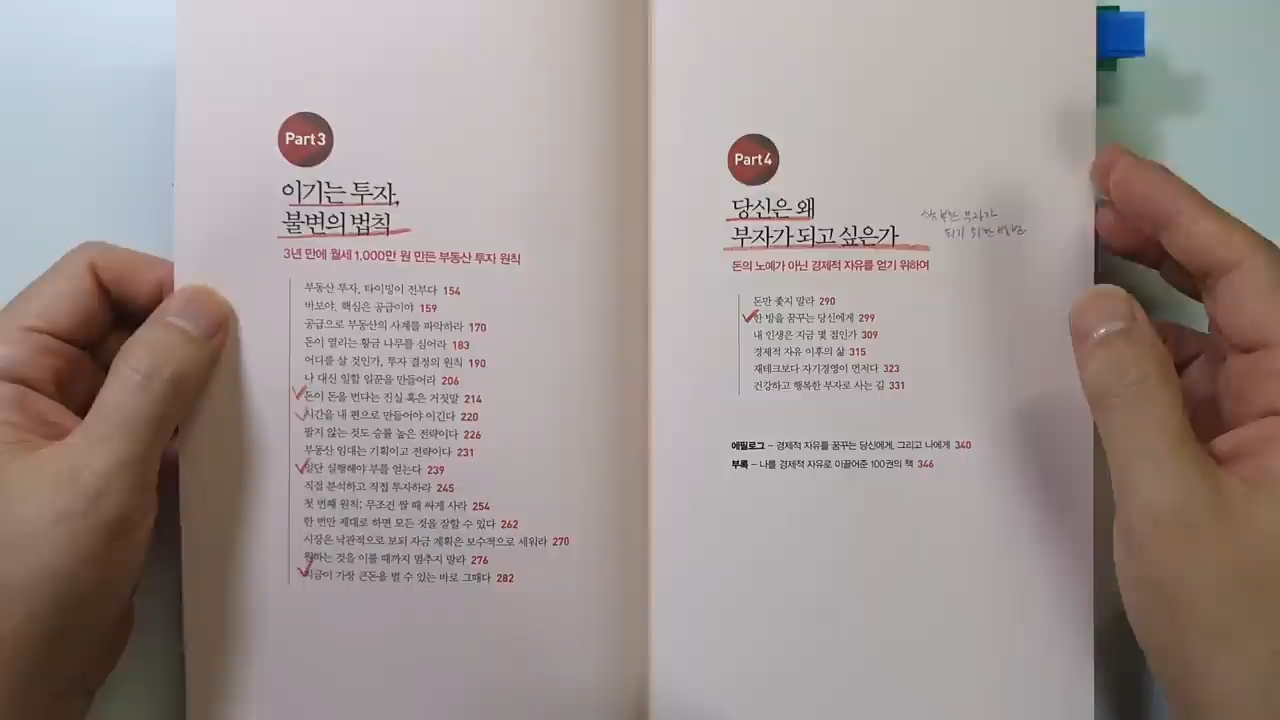 Part3
이기는 투자,
불변의 법칙
3년 만에 월세 1,000만 원 만든 부동산 투자 원칙
부동산 투자, 타이밍이 전부다 154
바보야, 핵심은 공급이야 159
공급으로 부동산의 사계를 파악하라 170
돈이 열리는 황금 나무를 심어라 183
어디를 살 것인가, 투자 결정의 원칙 190
나 대신 일할 일꾼을 만들어라 206
돈이 돈을 번다는 진실 혹은 거짓말 214
시간을 내 편으로 만들어야 이긴다 220
팔지 않는 것도 승률 높은 전략이다 226
부동산 임대는 기획이고 전략이다 231
일단 실행해야 부를 얻는다 239
직접 분석하고 직접 투자하라 245
첫 번째 원칙; 무조건 쌀 때 싸게 사라 254
한 번만 제대로 하면 모든 것을 잘할 수 있다 262
시장은 낙관적으로 보되 자금 계획은 보수적으로 세워라 270
원하는 것을 이룰 때까지 멈추지 말라 276
지금이 가장 큰돈을 벌 수 있는 바로 그때다 282
Part4
당신은 왜
부자가 되고 싶은가
부자가
되기 위한 방법
돈의 노예가 아닌 경제적 자유를 얻기 위하여
돈만 좇지 말라 290
한 방을 꿈꾸는 당신에게 299
내 인생은 지금 몇 점인가 309
경제적 자유 이후의 삶 315
재테크보다 자기경영이 먼저다 323
건강하고 행복한 부자로 사는 길 331
에필로그 – 경제적 자유를 꿈꾸는 당신에게, 그리고 나에게 340
부록 – 나를 경제적 자유로 이끌어준 100권의 책 346